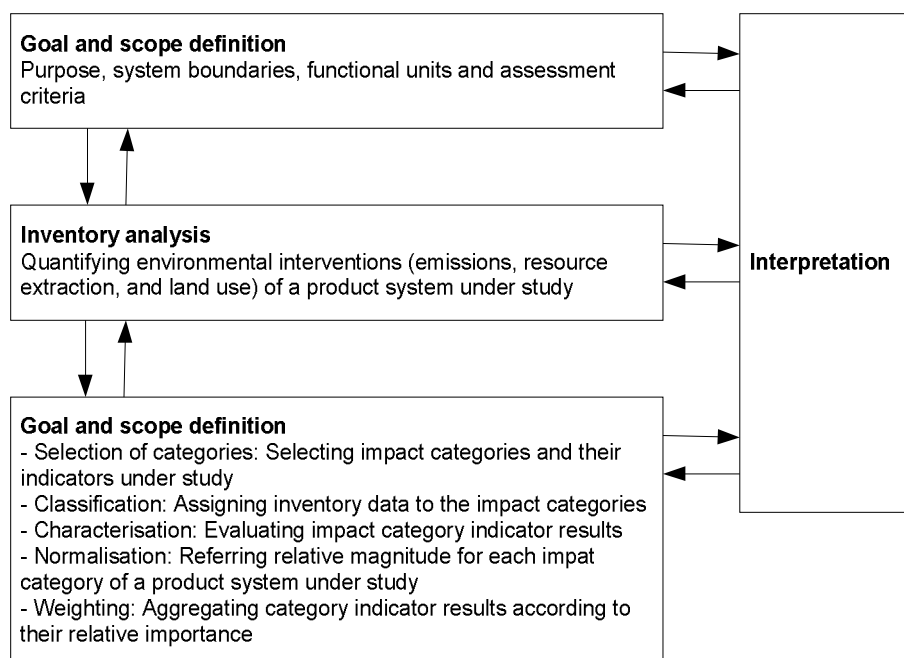 Goal and scope definition
Purpose, system boundaries, functional units and assessment
criteria
Inventory analysis
Quantifying environmental interventions (emissions, resource
extraction, and land use) of a product system under study
Interpretation
Goal and scope definition
- Selection of categories: Selecting impact categories and their
indicators under study
- Classification: Assigning inventory data to the impact categories
- Characterisation: Evaluating impact category indicator results
- Normalisation: Referring relative magnitude for each impat
category of a product system under study
- Weighting: Aggregating category indicator results according to
their relative importance